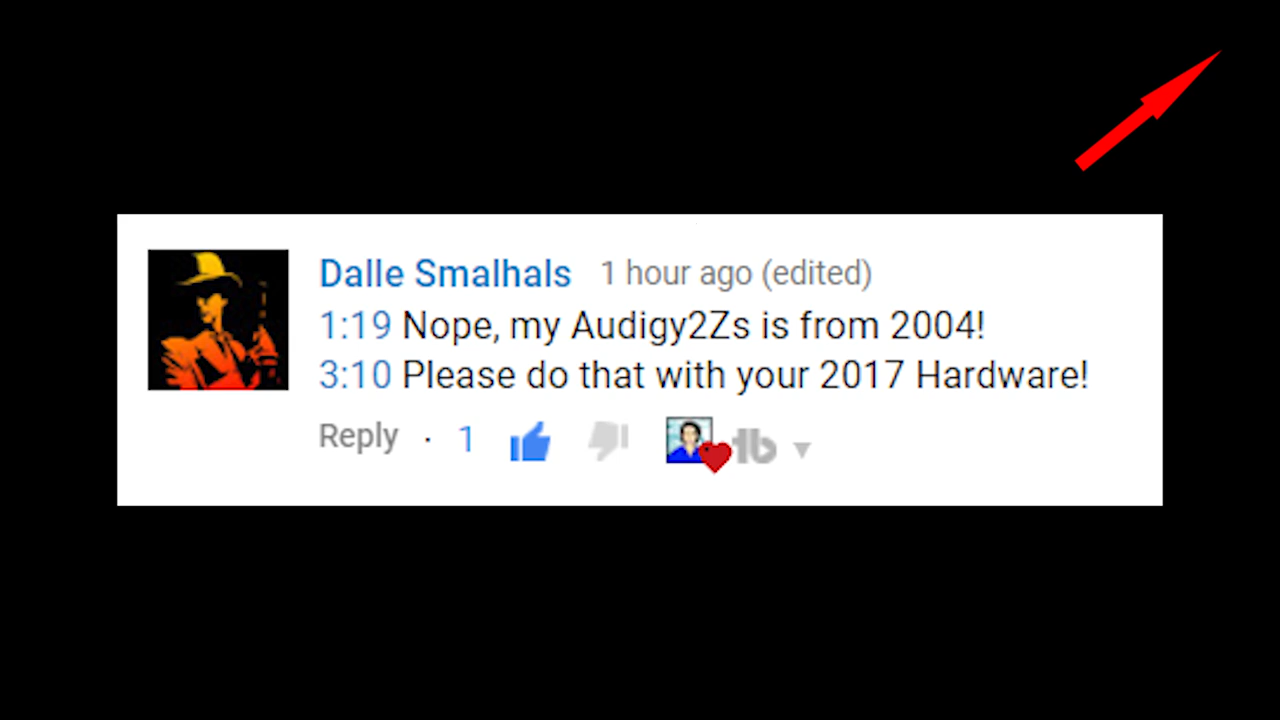 Dalle Smalhals 1 hour ago (edited)
1:19 Nope, my Audigy2Zs is from 2004!
3:10 Please do that with your 2017 Hardware!
Reply · 1 tb